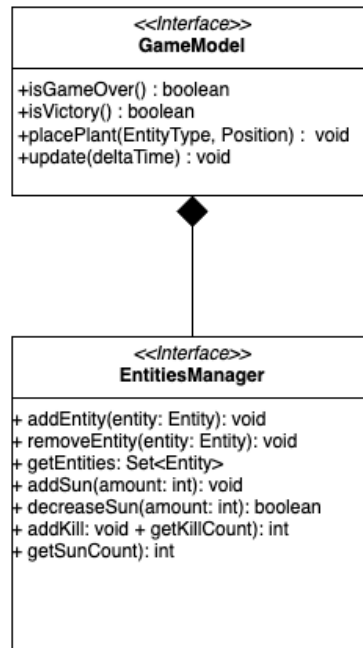 <<Interface>>
GameModel
+isGameOver() : boolean
+isVictory() : boolean
+placePlant(EntityType, Position) : void
+update(deltaTime) : void
<<Interface>>
EntitiesManager
+ addEntity(entity: Entity): void
+ removeEntity(entity: Entity): void
+ getEntities: Set<Entity>
+ addSun(amount: int): void
+ decreaseSun(amount: int): boolean
+ addKill: void + getKillCount): int
+ getSunCount): int